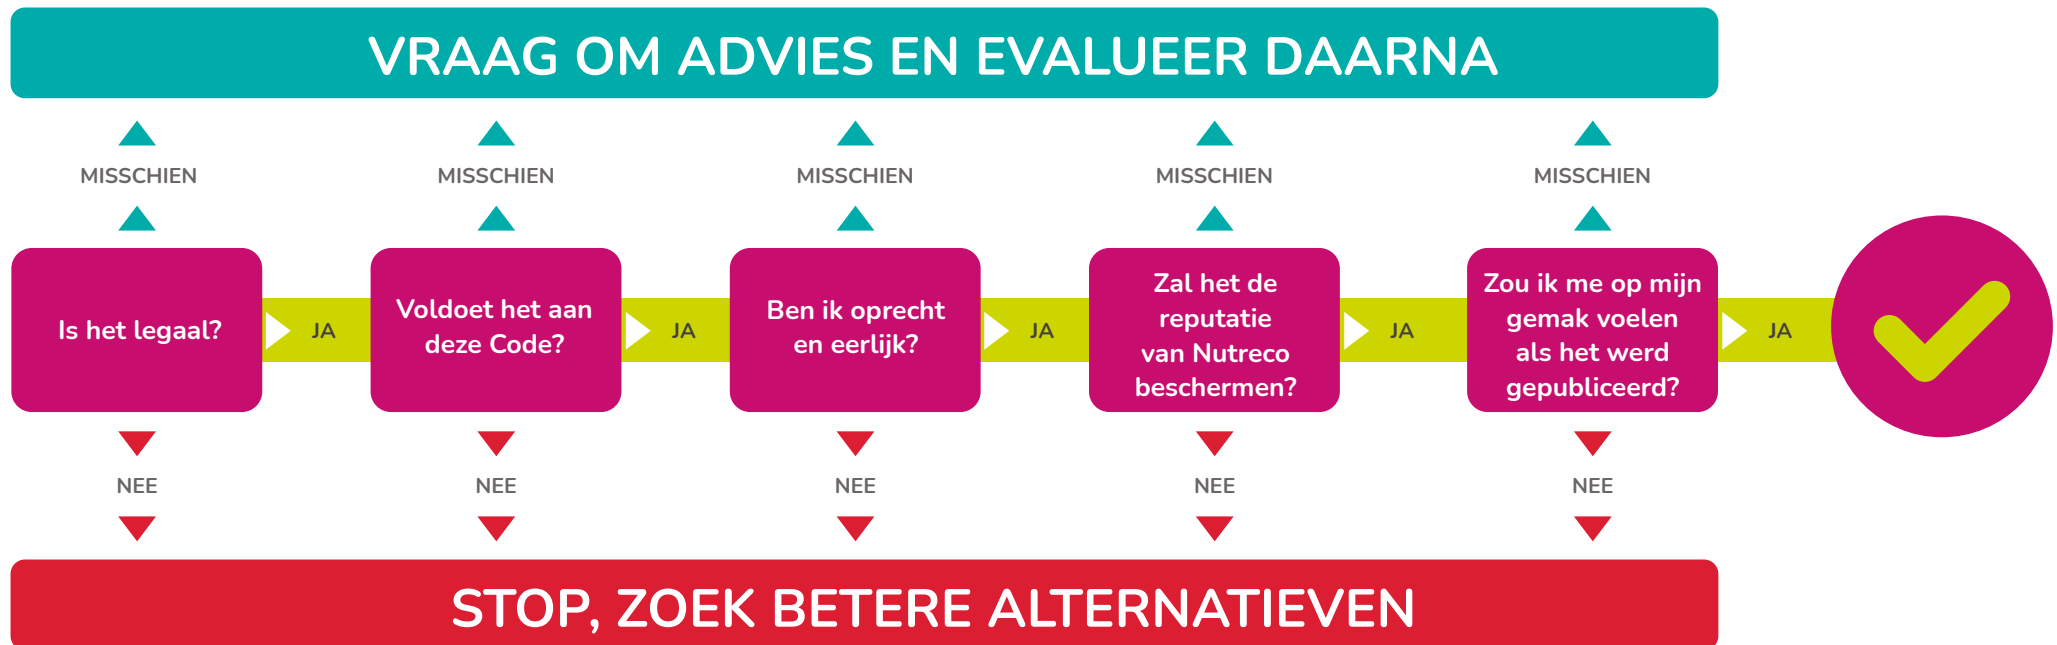 VRAAG OM ADVIES EN EVALUEER DAARNA
MISSCHIEN
MISSCHIEN
MISSCHIEN
MISSCHIEN
MISSCHIEN
Is het legaal?
JA
Voldoet het aan
deze Code?
JA
Ben ik oprecht
en eerlijk?
JA
Zal het de
reputatie
van Nutreco
beschermen?
JA
Zou ik me op mijn
gemak voelen
als het werd
gepubliceerd?
JA
NEE
NEE
NEE
NEE
NEE
STOP, ZOEK BETERE ALTERNATIEVEN